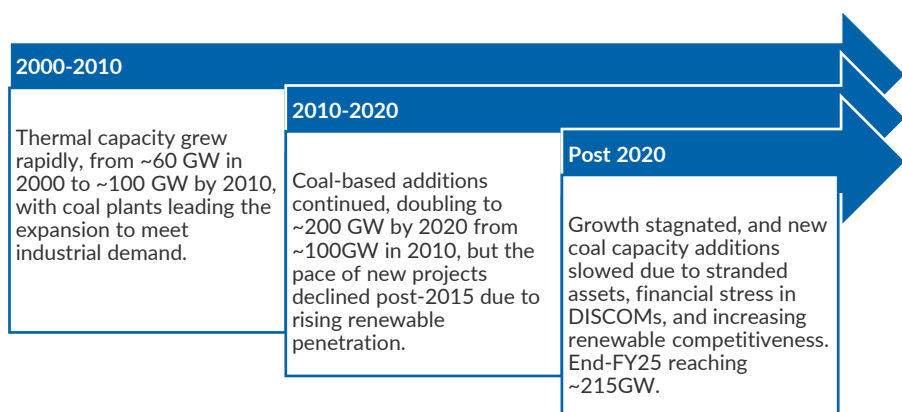 2000-2010
Thermal capacity grew
rapidly, from ~60 GW in
2000 to ~100 GW by 2010,
with coal plants leading the
expansion to meet
industrial demand.
2010-2020
Coal-based additions
continued, doubling to
~200 GW by 2020 from
~100GW in 2010, but the
pace of new projects
declined post-2015 due to
rising renewable
penetration.
Post 2020
Growth stagnated, and new
coal capacity additions
slowed due to stranded
assets, financial stress in
DISCOMs, and increasing
renewable competitiveness.
End-FY25 reaching
~215GW.